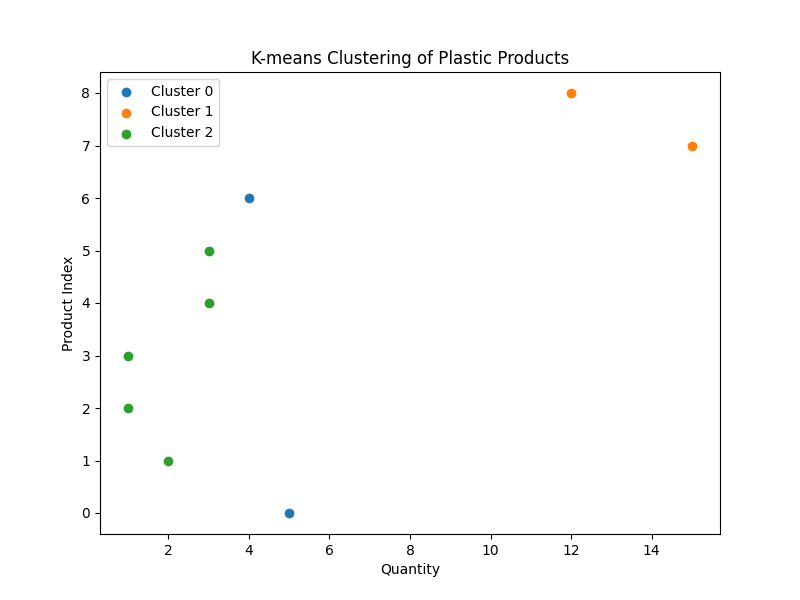 K-means Clustering of Plastic Products
Cluster 0
Cluster 1
Cluster 2
Product Index
8
7
6
5
4
3
2
1
0
2 4 6 8 10 12 14
Quantity